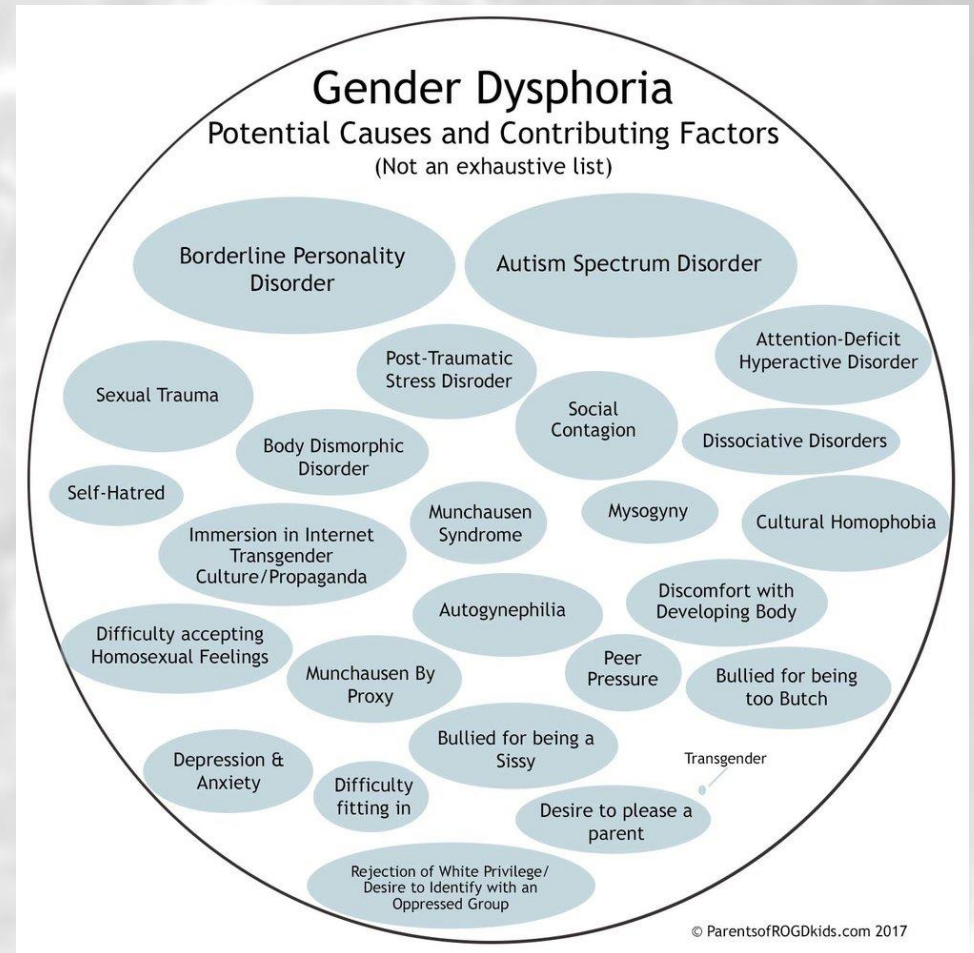 Gender Dysphoria
Potential Causes and Contributing Factors
(Not an exhaustive list)
Borderline Personality
Disorder
Autism Spectrum Disorder
Attention-Deficit
Hyperactive Disorder
Post-Traumatic
Stress Disroder
Sexual Trauma
Social
Contagion
Body Dismorphic
Disorder
Dissociative Disorders
Self-Hatred
Munchausen
Syndrome
Mysogyny
Cultural Homophobia
Immersion in Internet
Transgender
Culture/Propaganda
Autogynephilia
Discomfort with
Developing Body
Difficulty accepting
Homosexual Feelings
Munchausen By
Proxy
Peer
Pressure
Bullied for being
too Butch
Bullied for being a
Sissy
Depression &
Anxiety
Transgender
Difficulty
fitting in
Desire to please a
parent
Rejection of White Privilege/
Desire to Identify with an
Oppressed Group
© ParentsofROGDkids.com 2017